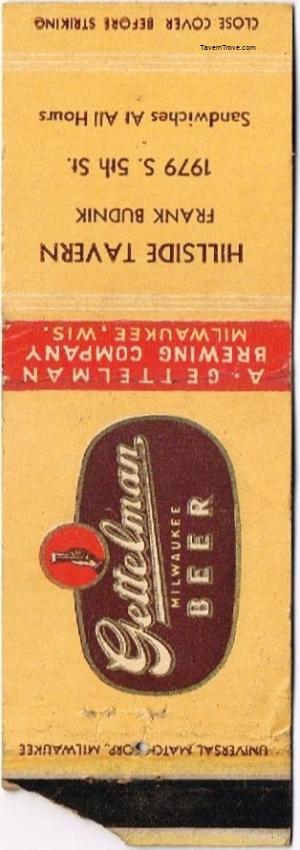 TavernTrove.com
CLOSE COVER BEFORE STRIKING
HILLSIDE TAVERN
FRANK BUDNIK
1979 S. 5th St.
Sandwiches At All Hours
A. GETTELMAN
BREWING COMPANY
MILWAUKEE, WIS.
Gettelman
MILWAUKEE
BEER
UNIVERSAL MATCH CORP., MILWAUKEE